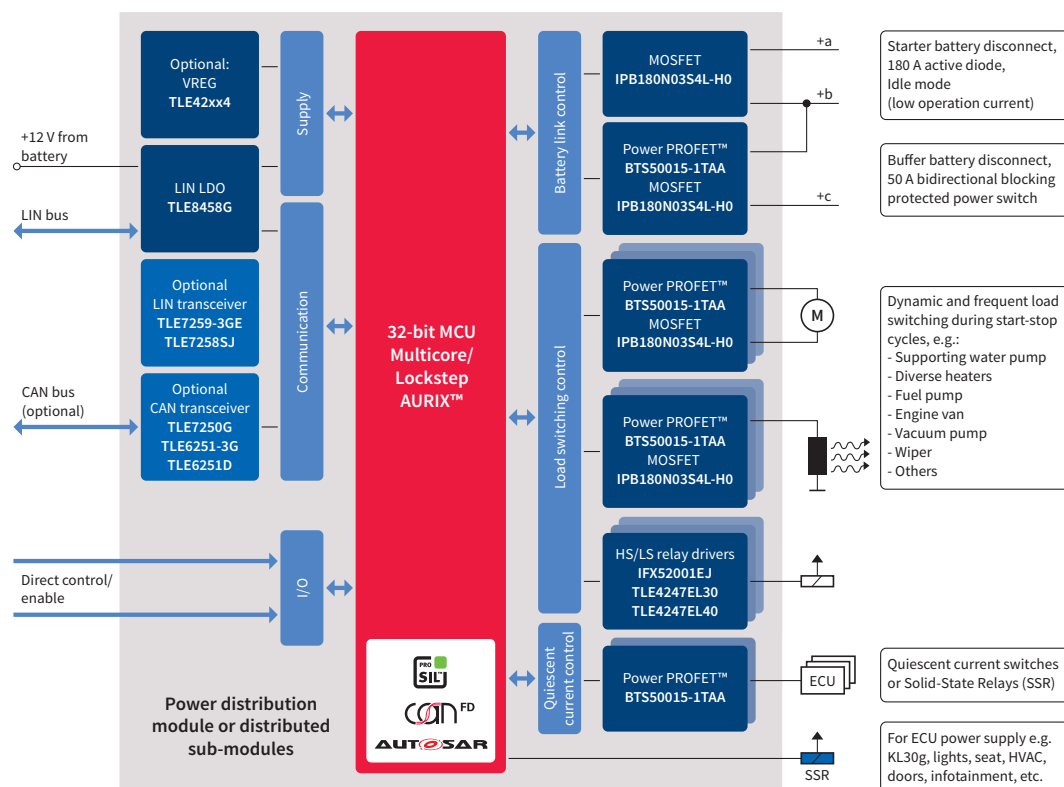 Optional:
VREG
TLE42xx4
+12 V from
battery
LIN LDO
TLE8458G
LIN bus
Optional
LIN transceiver
TLE7259-3GE
TLE7258SJ
CAN bus
(optional)
Optional
CAN transceiver
TLE7250G
TLE6251-3G
TLE6251D
Direct control/
enable
Supply
Communication
I/O
Power distribution
module or distributed
sub-modules
32-bit MCU
Multicore/
Lockstep
AURIX™
PRO
SIL™
CAN FD
AUTOSAR
Battery link control
Load switching control
Quiescent
current control
MOSFET
IPB180N03S4L-H0
Power PROFET™
BTS50015-1TAA
MOSFET
IPB180N03S4L-H0
Power PROFET™
BTS50015-1TAA
MOSFET
IPB180N03S4L-H0
Power PROFET™
BTS50015-1TAA
MOSFET
IPB180N03S4L-H0
HS/LS relay drivers
IFX52001EJ
TLE4247EL30
TLE4247EL40
Power PROFET™
BTS50015-1TAA
+a
+b
+c
M
ECU
SSR
Starter battery disconnect,
180 A active diode,
Idle mode
(low operation current)
Buffer battery disconnect,
50 A bidirectional blocking
protected power switch
Dynamic and frequent load
switching during start-stop
cycles, e.g.:
- Supporting water pump
- Diverse heaters
- Fuel pump
- Engine van
- Vacuum pump
- Wiper
- Others
Quiescent current switches
or Solid-State Relays (SSR)
For ECU power supply e.g.
KL30g, lights, seat, HVAC,
doors, infotainment, etc.